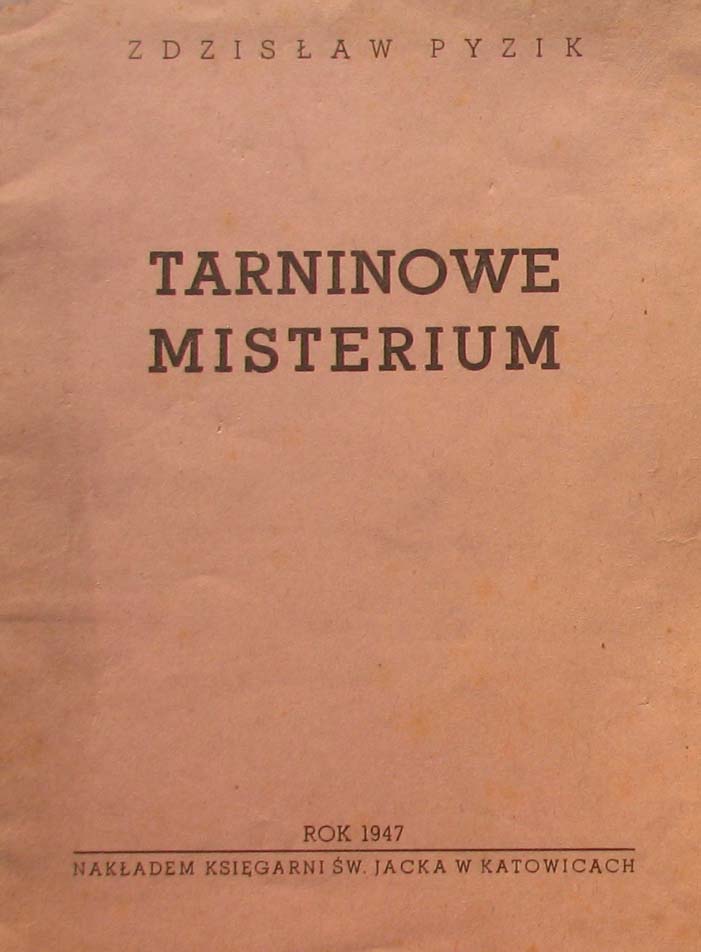 ZDZISŁAW PYZIK
TARNINOWE
MISTERIUM
ROK 1947
NAKŁADEM KSIĘGARNI ŚW. JACKA W KATOWICACH